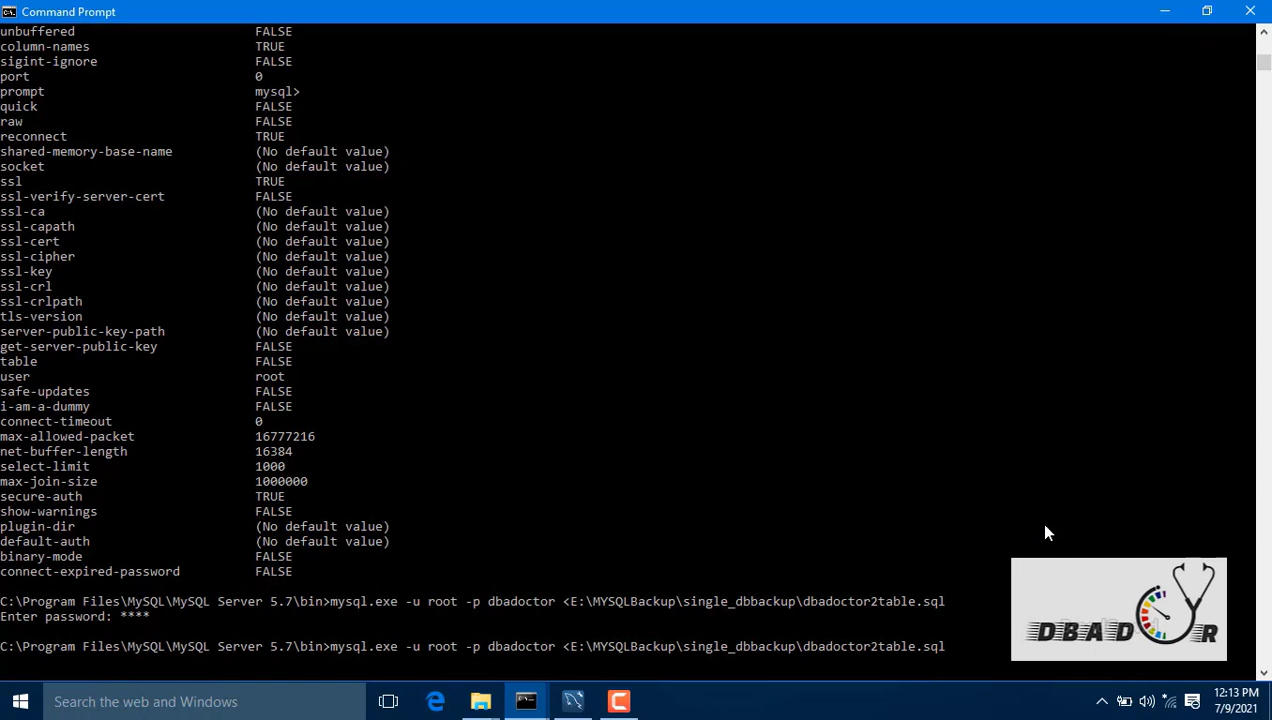 Command Prompt
unbuffered FALSE
column-names TRUE
sigint-ignore FALSE
port 0
prompt mysql>
quick FALSE
raw FALSE
reconnect TRUE
shared-memory-base-name (No default value)
socket (No default value)
ssl TRUE
ssl-verify-server-cert FALSE
ssl-ca (No default value)
ssl-capath (No default value)
ssl-cert (No default value)
ssl-cipher (No default value)
ssl-key (No default value)
ssl-crl (No default value)
ssl-crlpath (No default value)
tls-version (No default value)
server-public-key-path (No default value)
get-server-public-key FALSE
table FALSE
user root
safe-updates FALSE
i-am-a-dummy FALSE
connect-timeout 0
max-allowed-packet 16777216
net-buffer-length 16384
select-limit 1000
max-join-size 1000000
secure-auth TRUE
show-warnings FALSE
plugin-dir (No default value)
default-auth (No default value)
binary-mode FALSE
connect-expired-password FALSE
C:\Program Files\MySQL\MySQL Server 5.7\bin>mysql.exe -u root -p dbadoctor <E:\MYSQLBackup\single_dbbackup\dbadoctor2table.sql
Enter password: ****
C:\Program Files\MySQL\MySQL Server 5.7\bin>mysql.exe -u root -p dbadoctor <E:\MYSQLBackup\single_dbbackup\dbadoctor2table.sql
DBAD R
Search the web and Windows
12:13 PM
7/9/2021